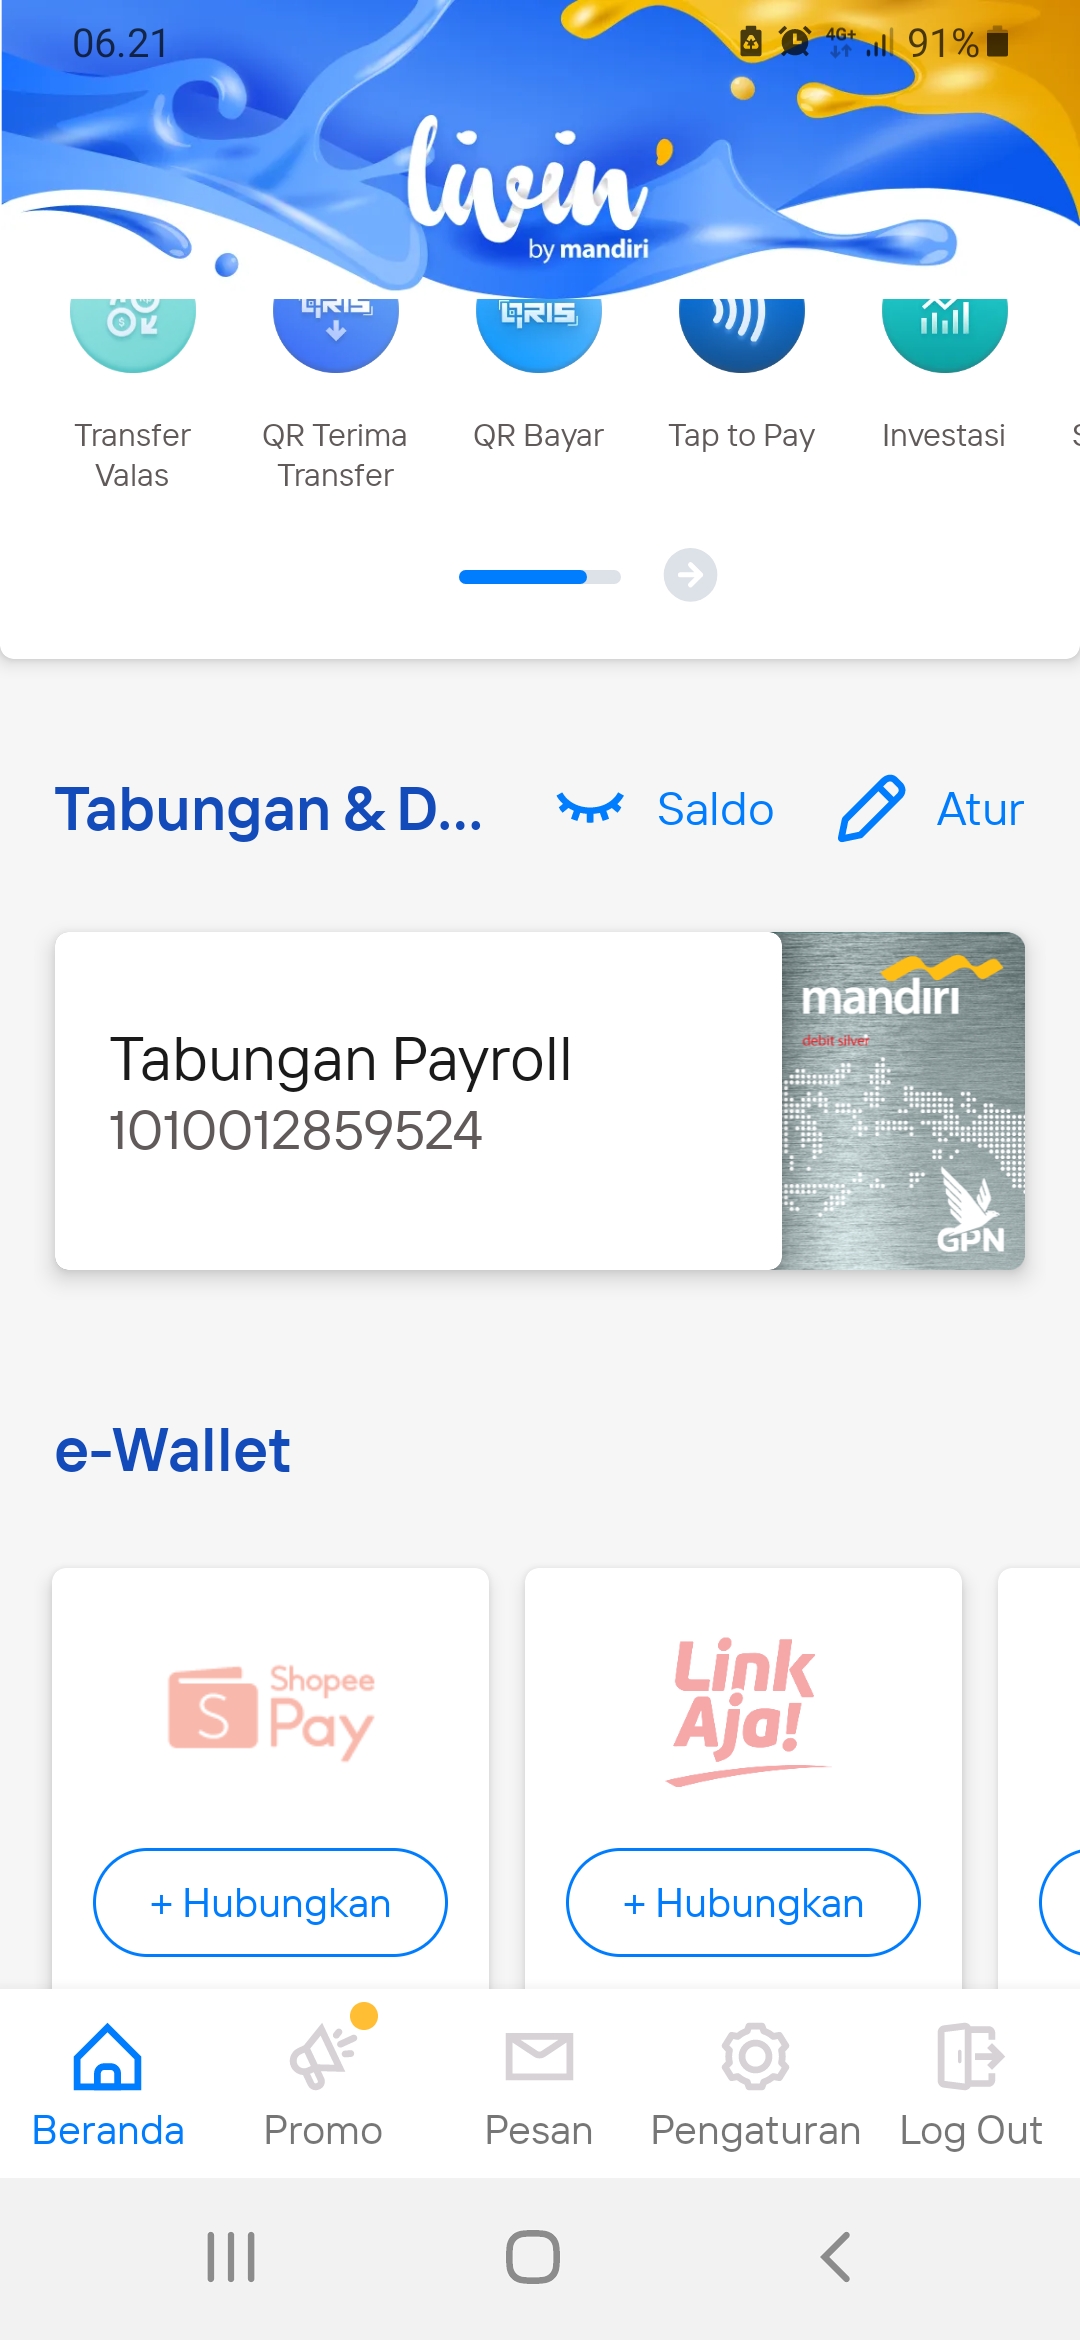 06.21
4G+
91%
livin'
by mandiri
QRIS
QRIS
Transfer
Valas
QR Terima
Transfer
QR Bayar
Tap to Pay
Investasi
Tabungan & D...
Saldo
Atur
Tabungan Payroll
1010012859524
mandiri
debit silver
GPN
e-Wallet
S
Shopee
Pay
Link
Aja!
+ Hubungkan
+ Hubungkan
Beranda
Promo
Pesan
Pengaturan
Log Out